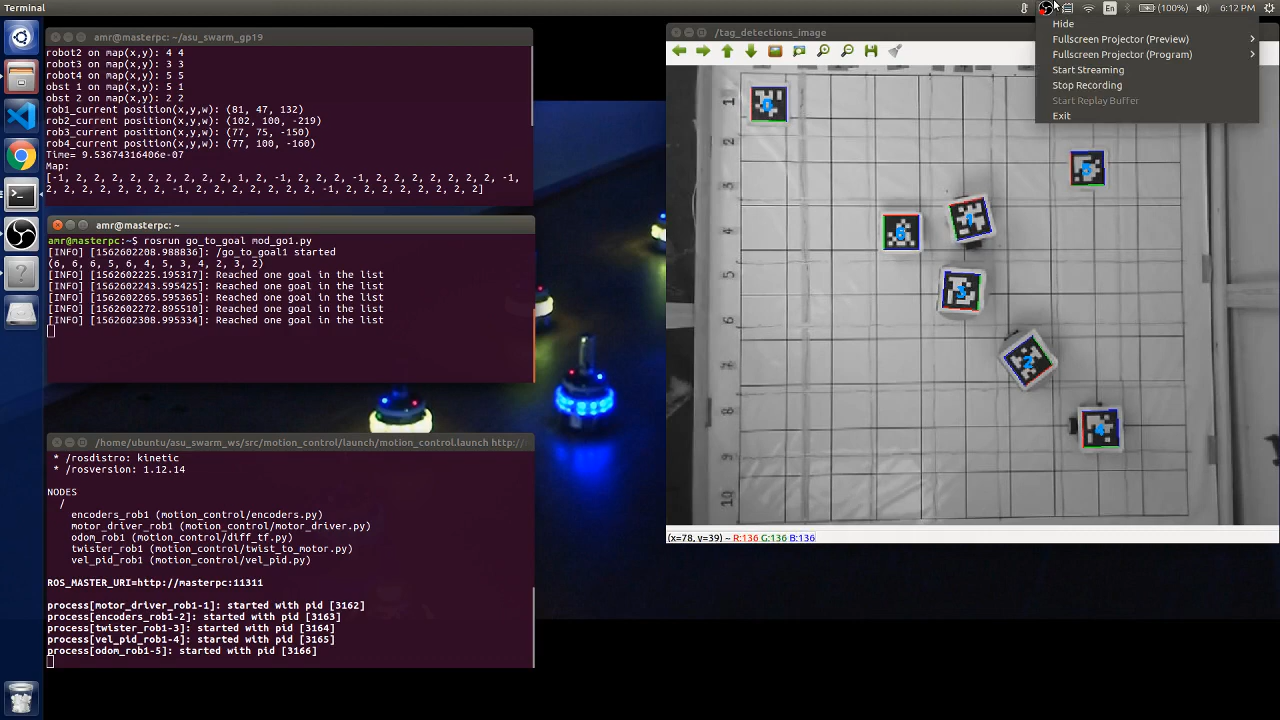 Terminal
En
(100%)
6:12 PM
amr@masterpc: ~/asu_swarm_gp19
robot2 on map(x,y): 4 4
robot3 on map(x,y): 3 3
robot4 on map(x,y): 5 5
obst 1 on map(x,y): 5 1
obst 2 on map(x,y): 2 2
rob1_current position(x,y,w): (81, 47, 132)
rob2_current position(x,y,w): (102, 100, -219)
rob3_current position(x,y,w): (77, 75, -150)
rob4_current position(x,y,w): (77, 100, -160)
Time= 9.53674316406e-07
Map:
[-1, 2, 2, 2, 2, 2, 2, 2, 2, 2, 1, 2, -1, 2, 2, 2, 2, -1, 2, 2, 2, 2, 2, 2, 2, -1,
2, 2, 2, 2, 2, 2, 2, -1, 2, 2, 2, 2, 2, 2, 2, -1, 2, 2, 2, 2, 2, 2, 2, 2]
amr@masterpc: ~
amr@masterpc:~$ rosrun go_to_goal mod_go1.py
[INFO] [1562602208.988836]: /go_to_goal1 started
(6, 6, 5, 6, 4, 5, 3, 4, 2, 3, 2)
[INFO] [1562602225.195317]: Reached one goal in the list
[INFO] [1562602243.595425]: Reached one goal in the list
[INFO] [1562602265.595365]: Reached one goal in the list
[INFO] [1562602272.895510]: Reached one goal in the list
[INFO] [1562602308.995334]: Reached one goal in the list
/home/ubuntu/asu_swarm_ws/src/motion_control/launch/motion_control.launch http://
* /rosdistro: kinetic
* /rosversion: 1.12.14
NODES
/
encoders_rob1 (motion_control/encoders.py)
motor_driver_rob1 (motion_control/motor_driver.py)
odom_rob1 (motion_control/diff_tf.py)
twister_rob1 (motion_control/twist_to_motor.py)
vel_pid_rob1 (motion_control/vel_pid.py)
ROS_MASTER_URI=http://masterpc:11311
process[motor_driver_rob1-1]: started with pid [3162]
process[encoders_rob1-2]: started with pid [3163]
process[twister_rob1-3]: started with pid [3164]
process[vel_pid_rob1-4]: started with pid [3165]
process[odom_rob1-5]: started with pid [3166]
/tag_detections_image
Hide
Fullscreen Projector (Preview)
Fullscreen Projector (Program)
Start Streaming
Stop Recording
Start Replay Buffer
Exit
1
2
3
4
5
6
7
8
9
10
6
3
2
4
(x=78, y=39) ~ R:136 G:136 B:136